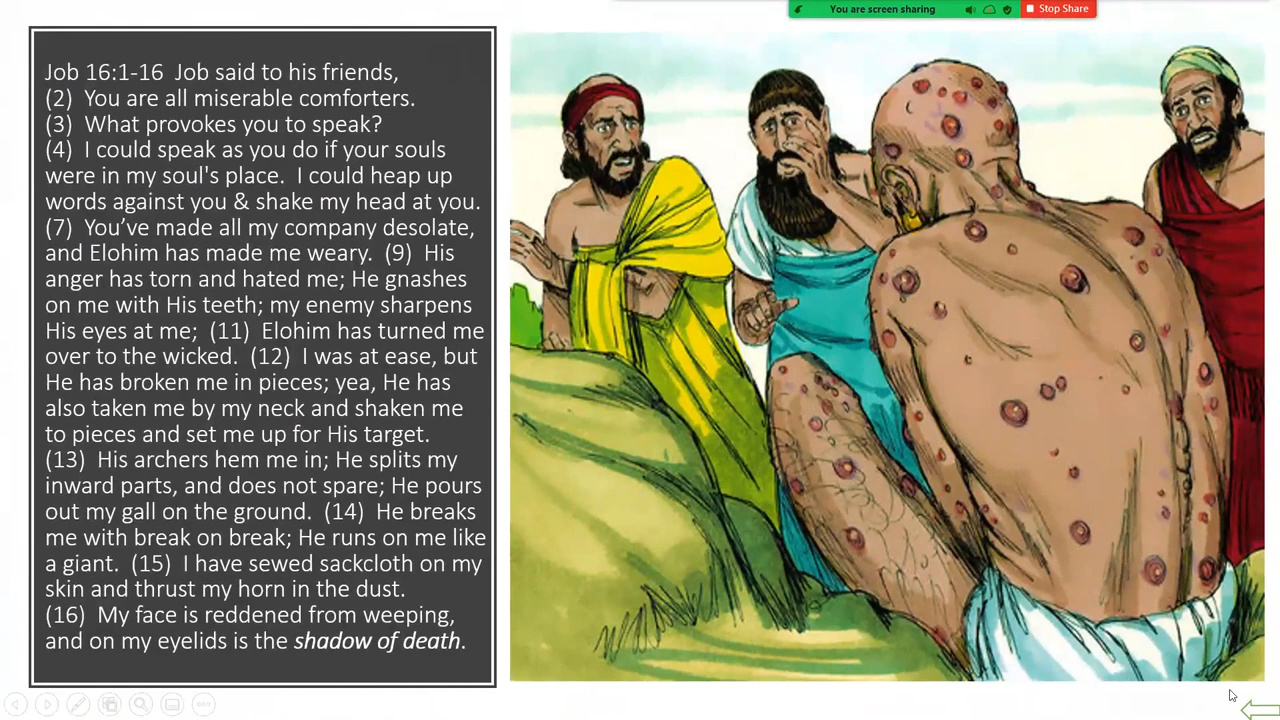 You are screen sharing
Stop Share
Job 16:1-16  Job said to his friends,
(2)  You are all miserable comforters.
(3)  What provokes you to speak?
(4)  I could speak as you do if your souls
were in my soul's place.  I could heap up
words against you & shake my head at you.
(7)  You’ve made all my company desolate,
and Elohim has made me weary.  (9)  His
anger has torn and hated me; He gnashes
on me with His teeth; my enemy sharpens
His eyes at me;  (11)  Elohim has turned me
over to the wicked.  (12)  I was at ease, but
He has broken me in pieces; yea, He has
also taken me by my neck and shaken me
to pieces and set me up for His target.
(13)  His archers hem me in; He splits my
inward parts, and does not spare; He pours
out my gall on the ground.  (14)  He breaks
me with break on break; He runs on me like
a giant.  (15)  I have sewed sackcloth on my
skin and thrust my horn in the dust.
(16)  My face is reddened from weeping,
and on my eyelids is the shadow of death.